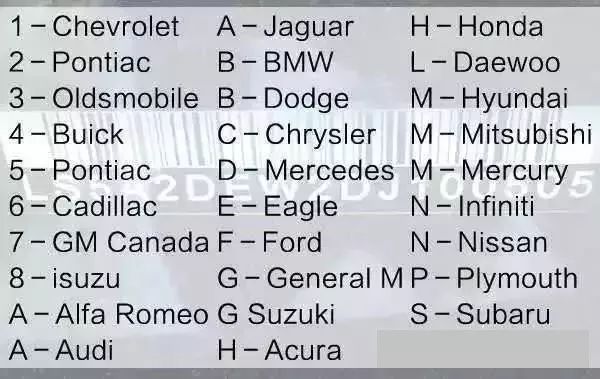 1 – Chevrolet
2 – Pontiac
3 – Oldsmobile
4 – Buick
5 – Pontiac
6 – Cadillac
7 – GM Canada
8 – isuzu
A – Alfa Romeo
A – Audi
A – Jaguar
B – BMW
B – Dodge
C – Chrysler
D – Mercedes
E – Eagle
F – Ford
G – General M
G Suzuki
H – Acura
H – Honda
L – Daewoo
M – Hyundai
M – Mitsubishi
M – Mercury
N – Infiniti
N – Nissan
P – Plymouth
S – Subaru